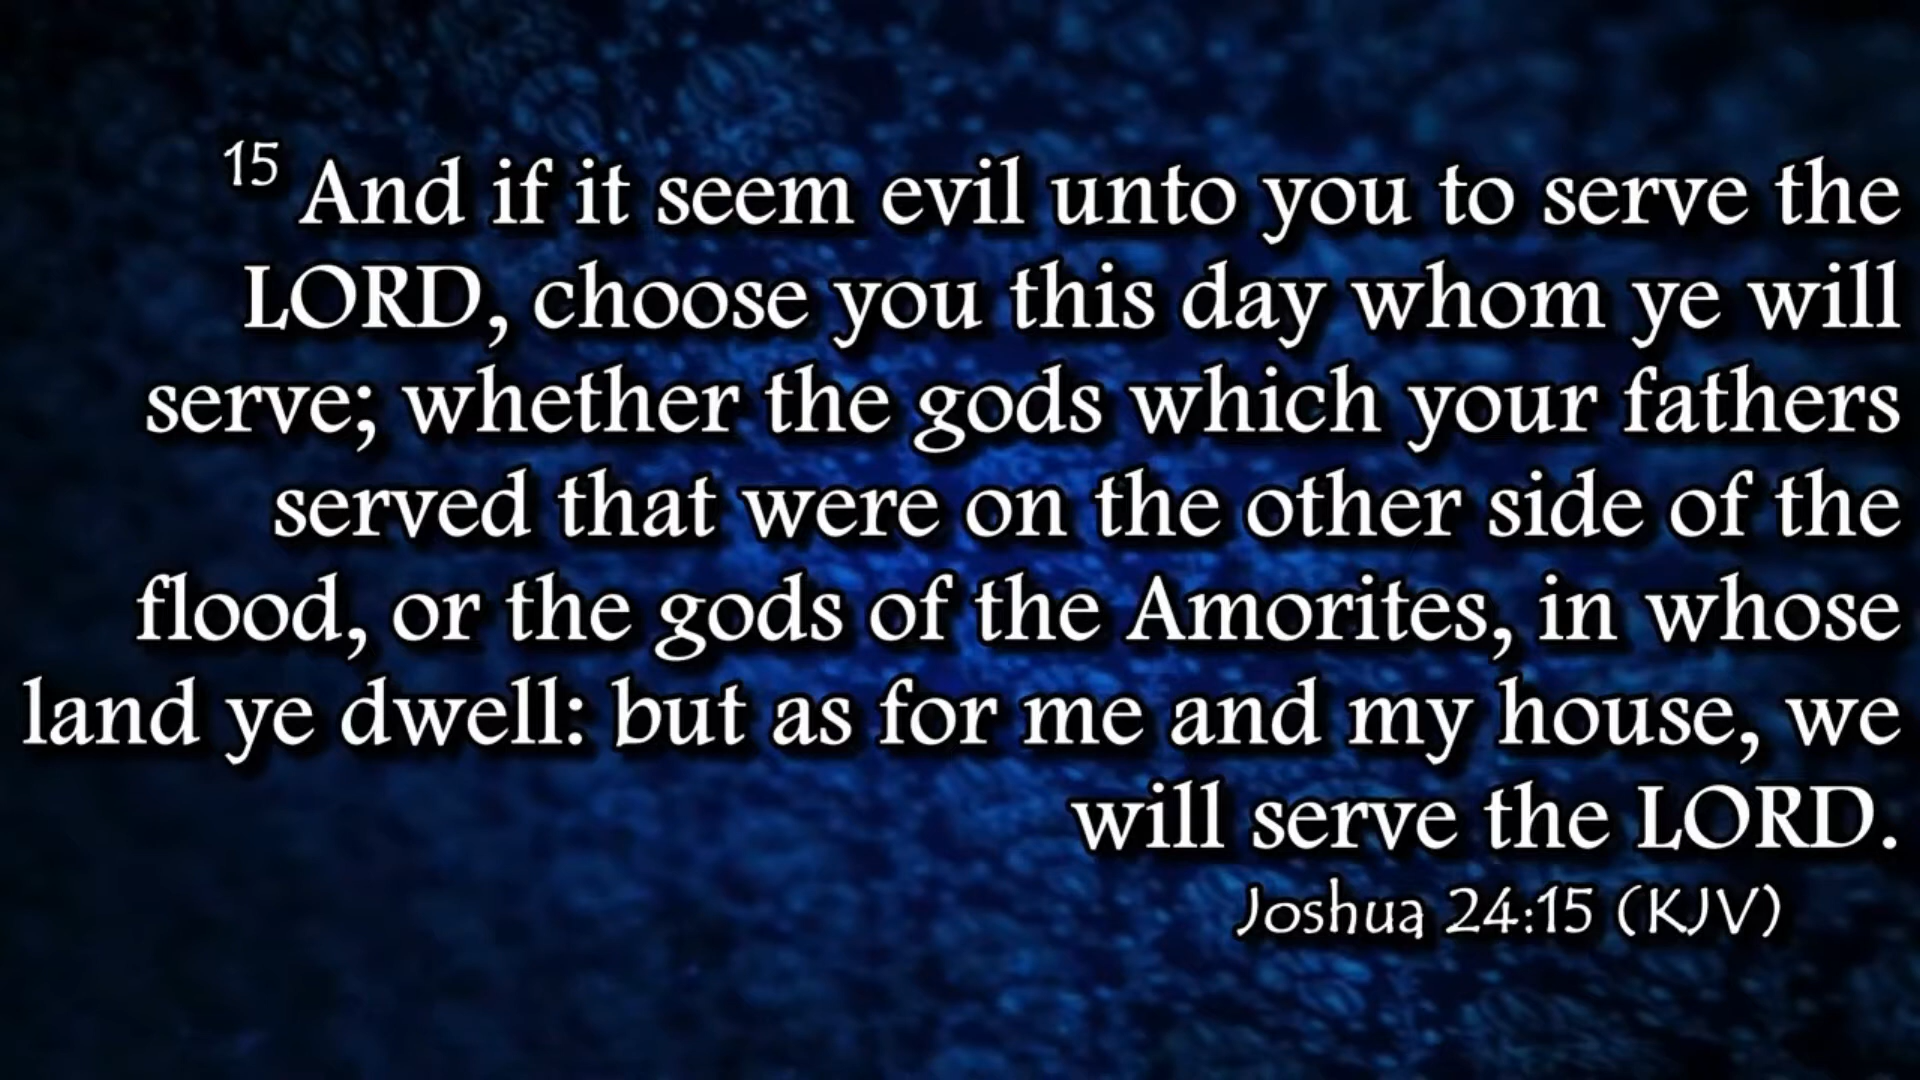 15 And if it seem evil unto you to serve the
LORD, choose you this day whom ye will
serve; whether the gods which your fathers
served that were on the other side of the
flood, or the gods of the Amorites, in whose
land ye dwell: but as for me and my house, we
will serve the LORD.
Joshua 24:15 (KJV)